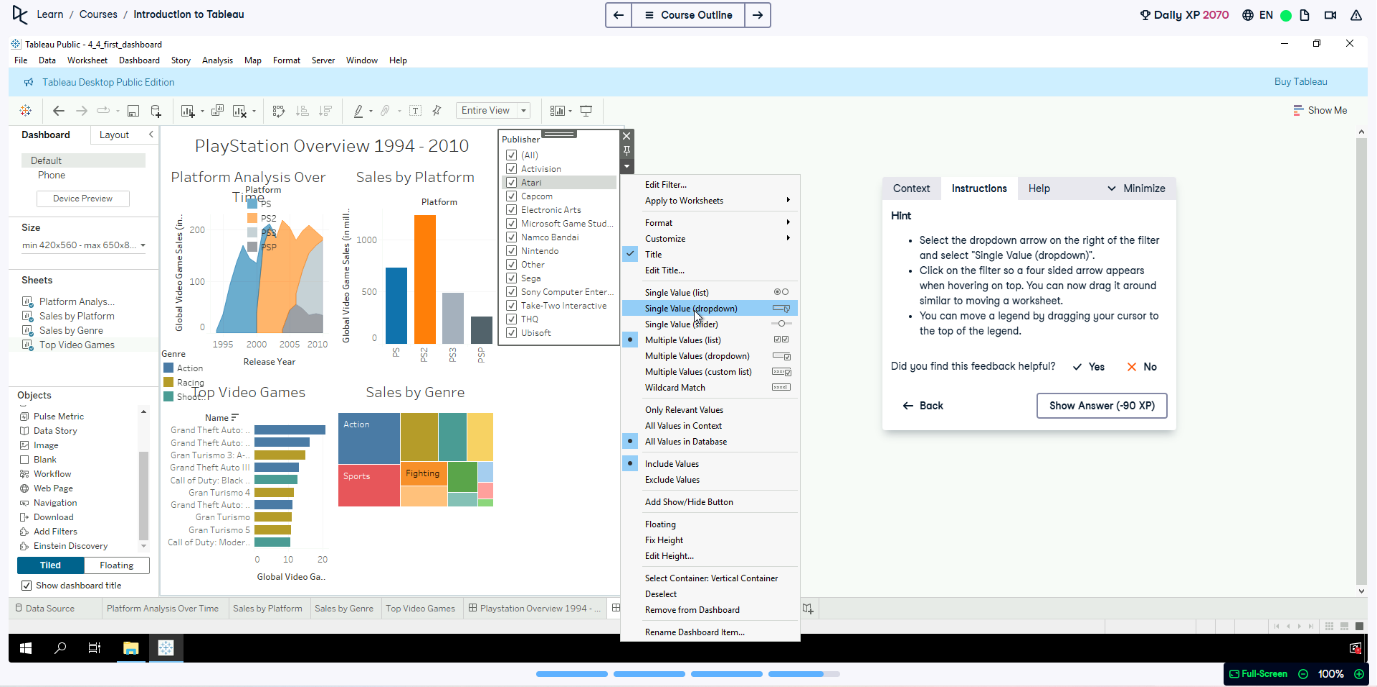 Learn / Courses / Introduction to Tableau
Course Outline
Daily XP 2070
EN
Tableau Public - 4_4_first_dashboard
File Data Worksheet Dashboard Story Analysis Map Format Server Window Help
Tableau Desktop Public Edition
Buy Tableau
Entire View
Show Me
Dashboard
Layout
Default
Phone
Device Preview
Size
min 420x560 - max 650x8...
Sheets
Platform Analys...
Sales by Platform
Sales by Genre
Top Video Games
Objects
Pulse Metric
Data Story
Image
Blank
Workflow
Web Page
Navigation
Download
Add Filters
Einstein Discovery
Tiled
Floating
Show dashboard title
PlayStation Overview 1994 - 2010
Platform Analysis Over
Time
Platform
PS
PS2
PS3
PSP
Global Video Game Sales (in..
200
100
0
1995 2000 2005 2010
Release Year
Sales by Platform
Platform
Global Video Game Sales (in mill..
1000
500
0
PS
PS2
PS3
PSP
Genre
Action
Racing
Shoot...
Top Video Games
Name
Grand Theft Auto: ..
Grand Theft Auto: ..
Gran Turismo 3: A-..
Grand Theft Auto III
Call of Duty: Black ..
Gran Turismo 4
Grand Theft Auto: ..
Gran Turismo
Gran Turismo 5
Call of Duty: Moder..
0 10 20
Global Video Ga..
Sales by Genre
Action
Sports
Fighting
Publisher
(All)
Activision
Atari
Capcom
Electronic Arts
Microsoft Game Stud...
Namco Bandai
Nintendo
Other
Sega
Sony Computer Enter...
Take-Two Interactive
THQ
Ubisoft
Edit Filter...
Apply to Worksheets
Format
Customize
Title
Edit Title...
Single Value (list)
Single Value (dropdown)
Single Value (slider)
Multiple Values (list)
Multiple Values (dropdown)
Multiple Values (custom list)
Wildcard Match
Only Relevant Values
All Values in Context
All Values in Database
Include Values
Exclude Values
Add Show/Hide Button
Floating
Fix Height
Edit Height...
Select Container: Vertical Container
Deselect
Remove from Dashboard
Rename Dashboard Item...
Context
Instructions
Help
Minimize
Hint
• Select the dropdown arrow on the right of the filter
and select "Single Value (dropdown)".
• Click on the filter so a four sided arrow appears
when hovering on top. You can now drag it around
similar to moving a worksheet.
• You can move a legend by dragging your cursor to
the top of the legend.
Did you find this feedback helpful?
Yes
No
Back
Show Answer (-90 XP)
Data Source
Platform Analysis Over Time
Sales by Platform
Sales by Genre
Top Video Games
Playstation Overview 1994 - ...
Full-Screen
100%